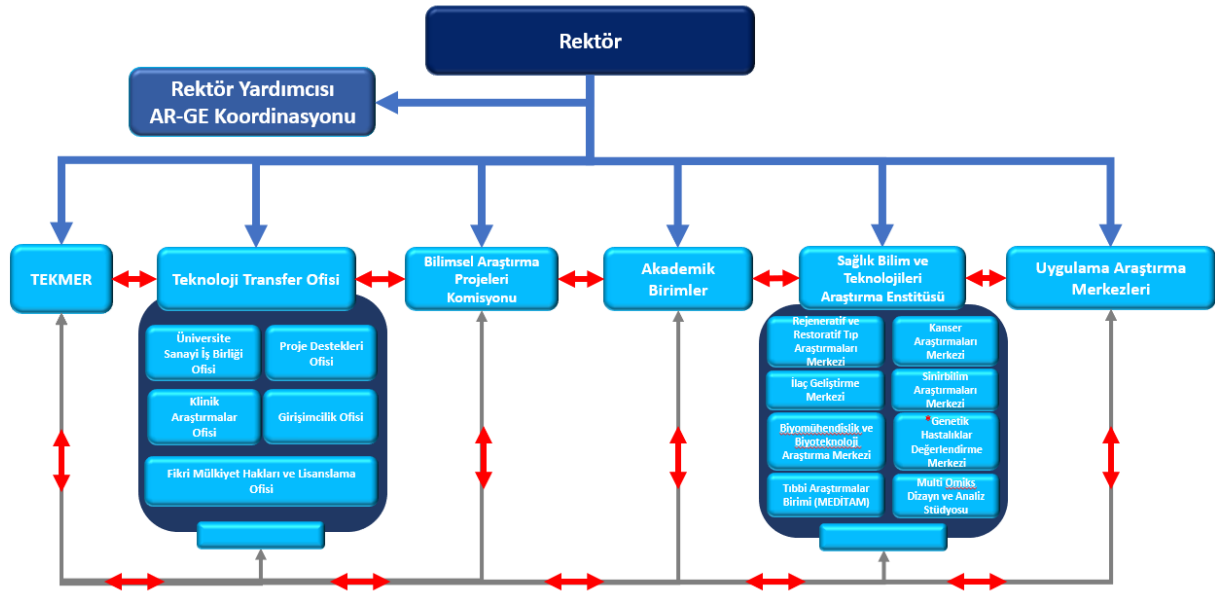 Rektör
Rektör Yardımcısı
AR-GE Koordinasyonu
TEKMER
Teknoloji Transfer Ofisi
Bilimsel Araştırma
Projeleri
Komisyonu
Akademik
Birimler
Sağlık Bilim ve
Teknolojileri
Araştırma Enstitüsü
Uygulama Araştırma
Merkezleri
Üniversite
Sanayi İş Birliği
Ofisi
Proje Destekleri
Ofisi
Klinik
Araştırmalar
Ofisi
Girişimcilik Ofisi
Fikri Mülkiyet Hakları ve Lisanslama
Ofisi
Rejeneratif ve
Restoratif Tıp
Araştırmaları
Merkezi
Kanser
Araştırmaları
Merkezi
İlaç Geliştirme
Merkezi
Sinirbilim
Araştırmaları
Merkezi
Biyomühendislik ve
Biyoteknoloji
Araştırma Merkezi
*Genetik
Hastalıklar
Değerlendirme
Merkezi
Tıbbi Araştırmalar
Birimi (MEDİTAM)
Multi Omiks
Dizayn ve Analiz
Stüdyosu